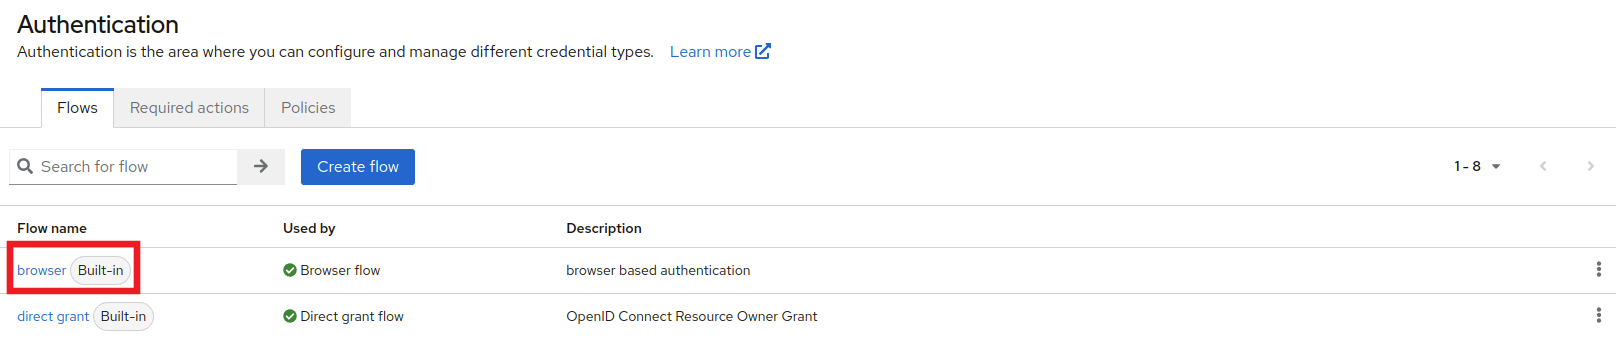 Authentication
Authentication is the area where you can configure and manage different credential types. Learn more
Flows Required actions Policies
Search for flow Create flow 1 - 8
Flow name Used by Description
browser Built-in Browser flow browser based authentication
direct grant Built-in Direct grant flow OpenID Connect Resource Owner Grant